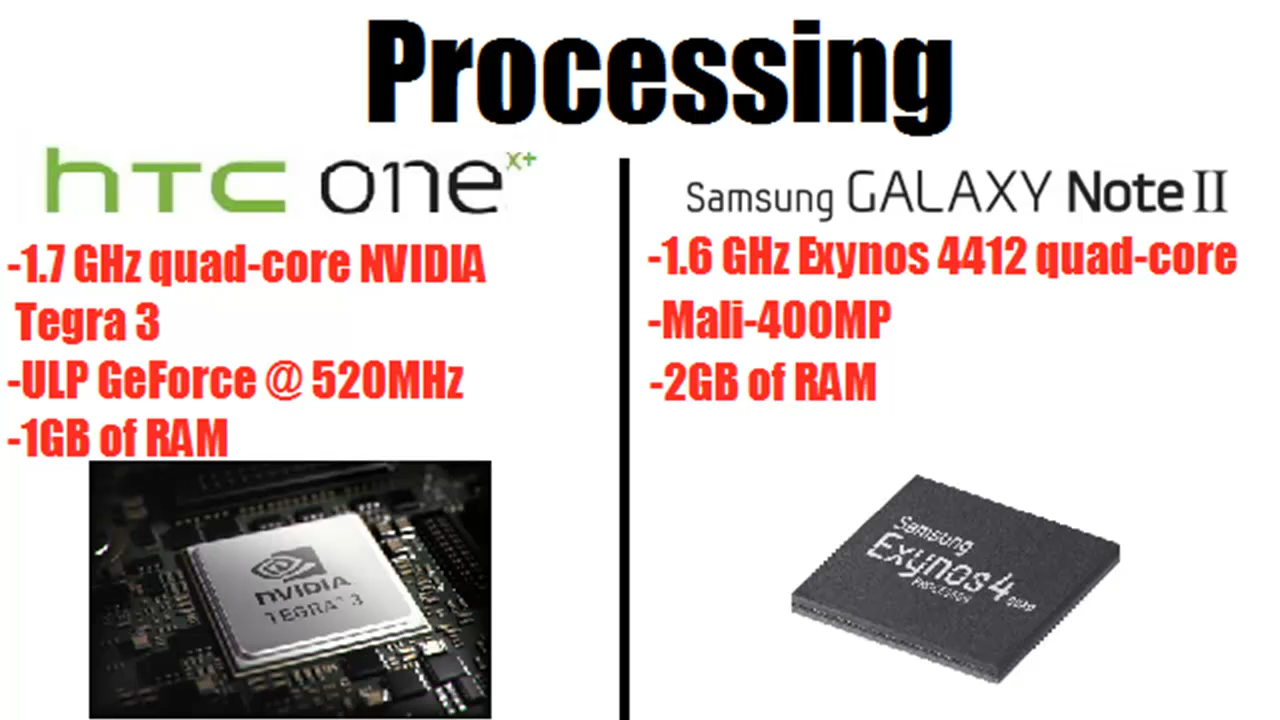 Processing
hTC one x+
-1.7 GHz quad-core NVIDIA
Tegra 3
-ULP GeForce @ 520MHz
-1GB of RAM
NVIDIA
TEGRA 3
Samsung GALAXY Note II
-1.6 GHz Exynos 4412 quad-core
-Mali-400MP
-2GB of RAM
Samsung
Exynos 4 QUAD
PROCESSOR